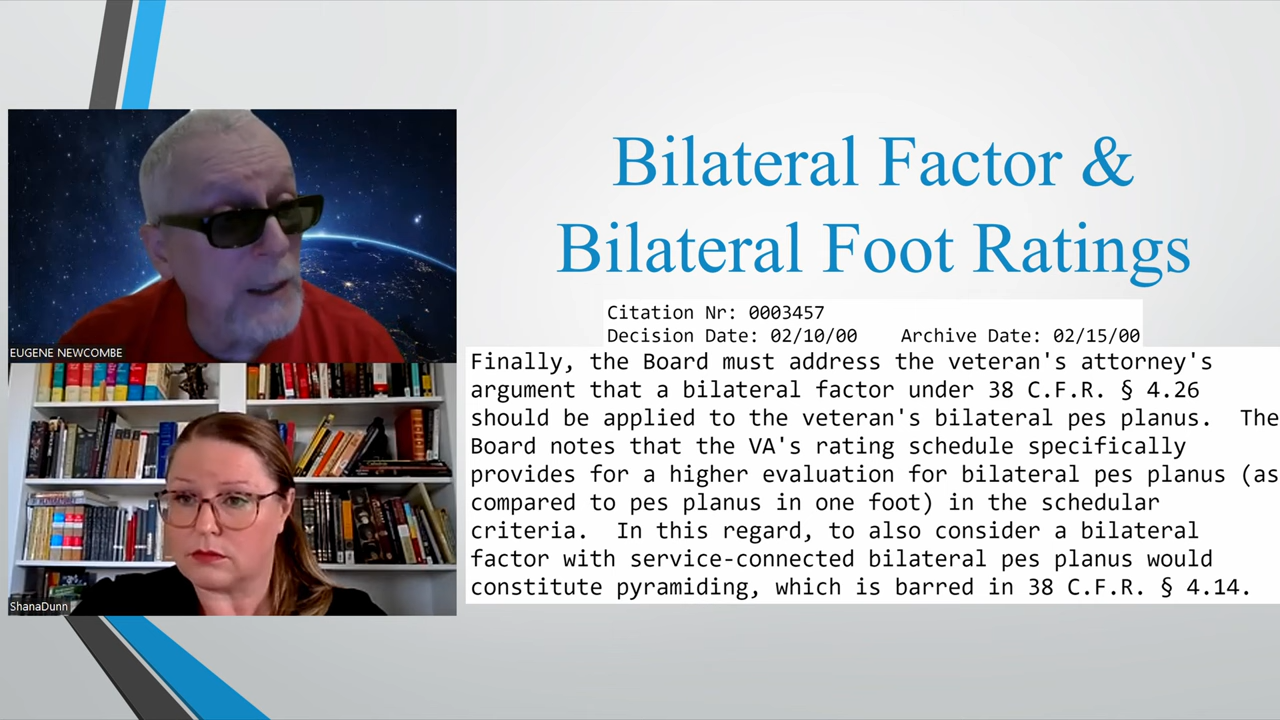 Bilateral Factor &
Bilateral Foot Ratings
Citation Nr: 0003457
Decision Date: 02/10/00 Archive Date: 02/15/00
Finally, the Board must address the veteran's attorney's
argument that a bilateral factor under 38 C.F.R. § 4.26
should be applied to the veteran's bilateral pes planus. The
Board notes that the VA's rating schedule specifically
provides for a higher evaluation for bilateral pes planus (as
compared to pes planus in one foot) in the schedular
criteria. In this regard, to also consider a bilateral
factor with service-connected bilateral pes planus would
constitute pyramiding, which is barred in 38 C.F.R. § 4.14.
EUGENE NEWCOMBE
ShanaDunn